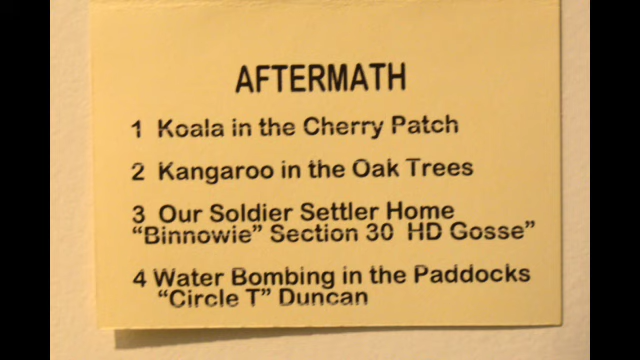 AFTERMATH
1 Koala in the Cherry Patch
2 Kangaroo in the Oak Trees
3 Our Soldier Settler Home
"Binnowie" Section 30 HD Gosse"
4 Water Bombing in the Paddocks
"Circle T" Duncan